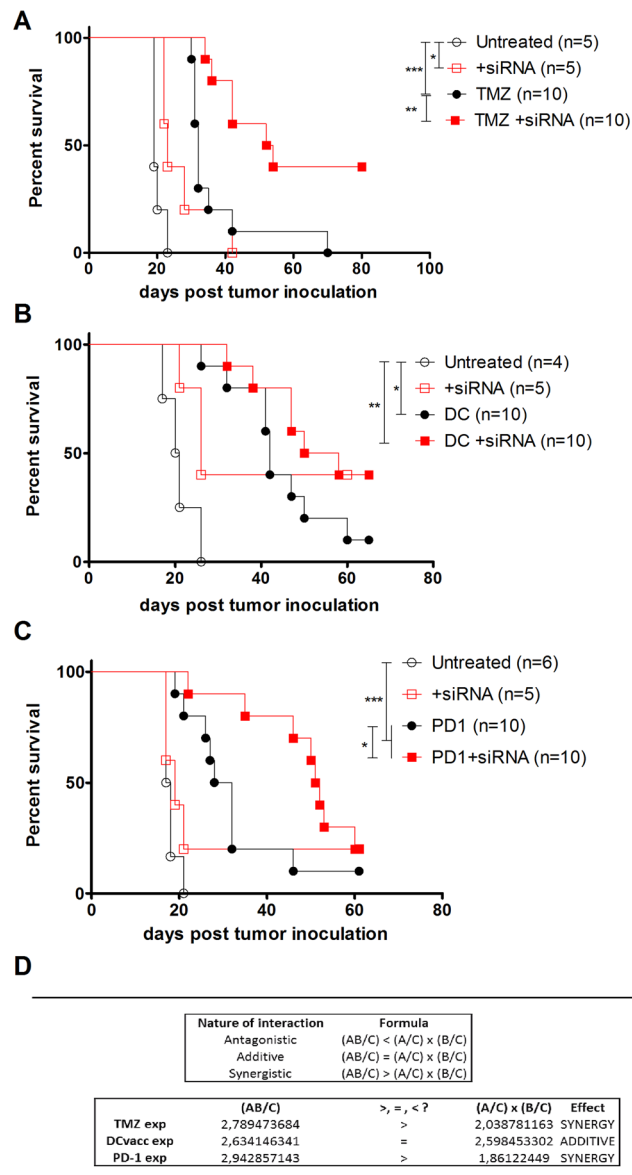 A
100
50
0
Percent survival
0 20 40 60 80 100
days post tumor inoculation
Untreated (n=5)
+siRNA (n=5)
TMZ (n=10)
TMZ +siRNA (n=10)
*
***
**
B
100
50
0
Percent survival
0 20 40 60 80
days post tumor inoculation
Untreated (n=4)
+siRNA (n=5)
DC (n=10)
DC +siRNA (n=10)
*
**
C
100
50
0
Percent survival
0 20 40 60 80
days post tumor inoculation
Untreated (n=6)
+siRNA (n=5)
PD1 (n=10)
PD1+siRNA (n=10)
***
*
D
Nature of interaction Formula
Antagonistic (AB/C) < (A/C) x (B/C)
Additive (AB/C) = (A/C) x (B/C)
Synergistic (AB/C) > (A/C) x (B/C)
(AB/C) >, =, < ? (A/C) x (B/C) Effect
TMZ exp 2,789473684 > 2,038781163 SYNERGY
DCvacc exp 2,634146341 = 2,598453302 ADDITIVE
PD-1 exp 2,942857143 > 1,86122449 SYNERGY